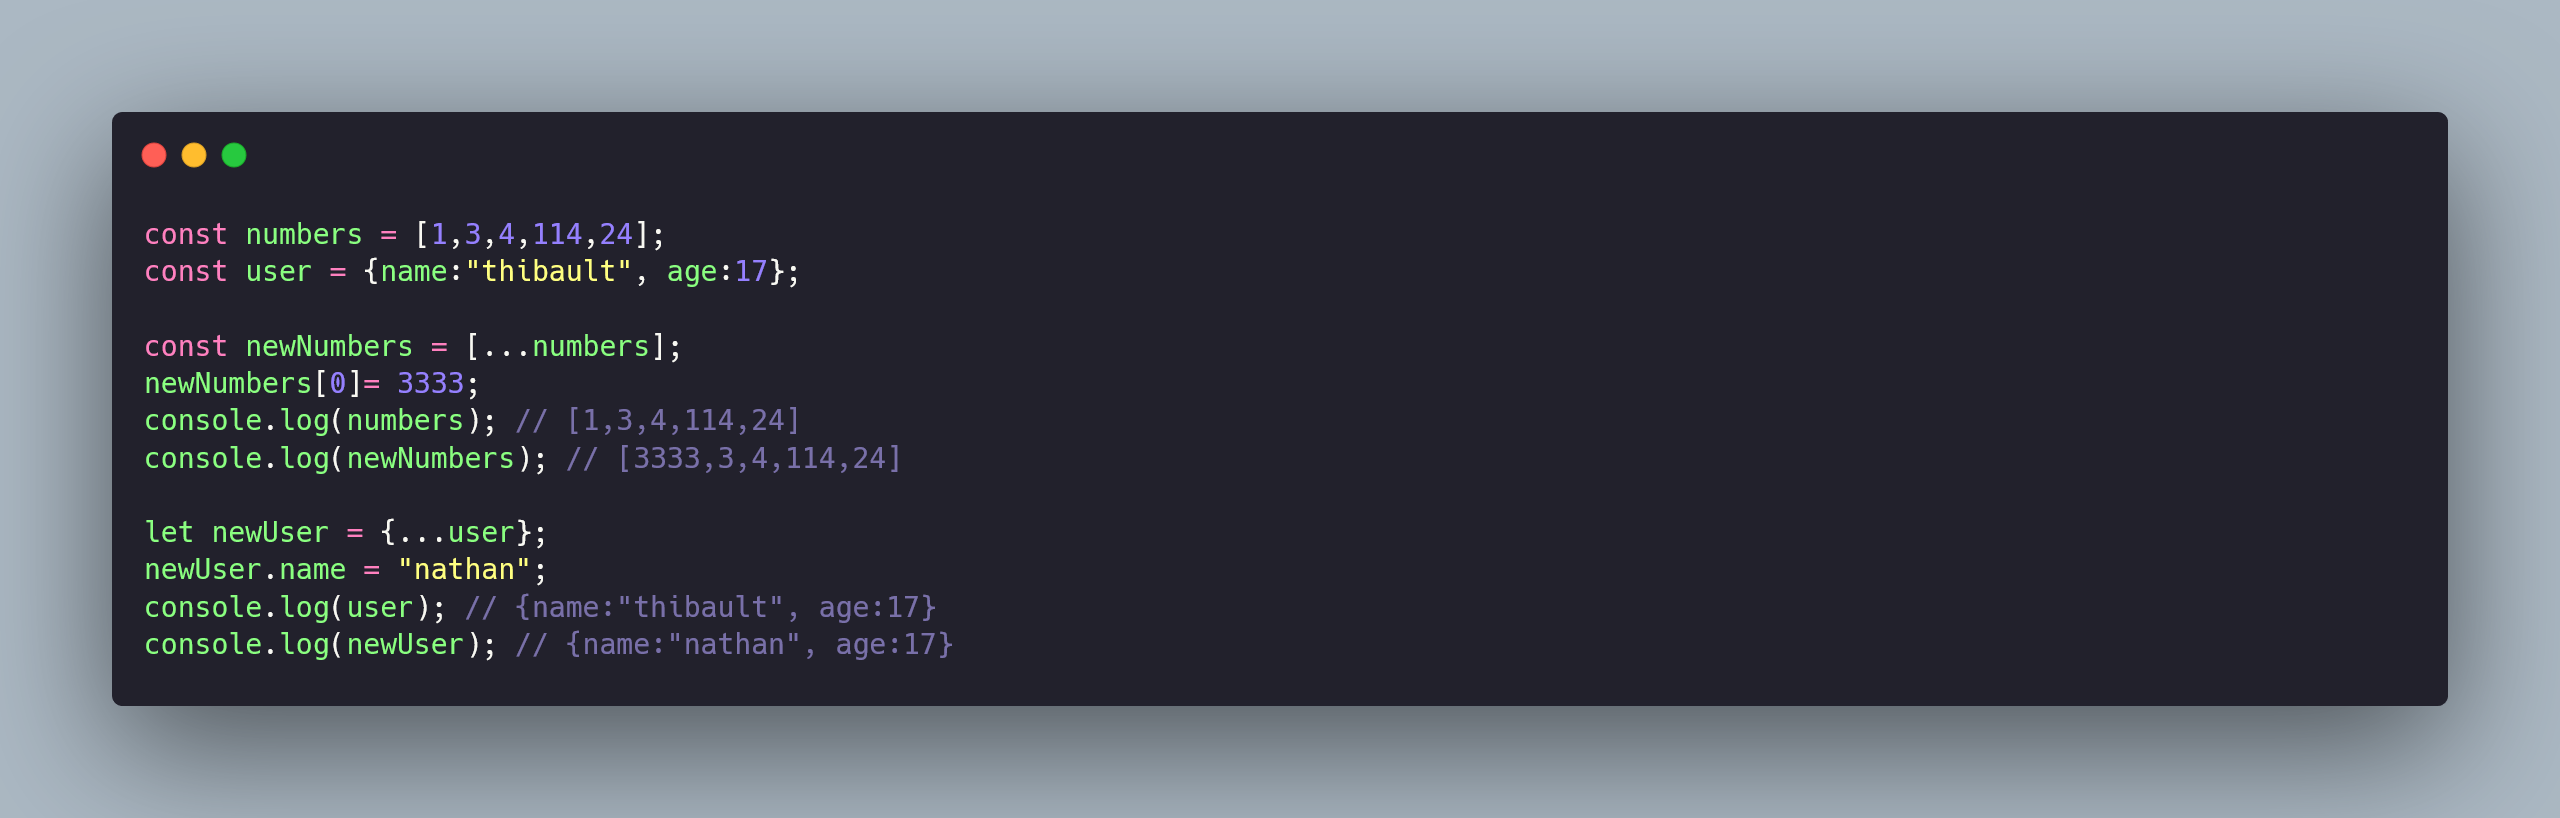 const numbers = [1,3,4,114,24];
const user = {name:"thibault", age:17};
const newNumbers = [...numbers];
newNumbers[0]= 3333;
console.log(numbers); // [1,3,4,114,24]
console.log(newNumbers); // [3333,3,4,114,24]
let newUser = {...user};
newUser.name = "nathan";
console.log(user); // {name:"thibault", age:17}
console.log(newUser); // {name:"nathan", age:17}